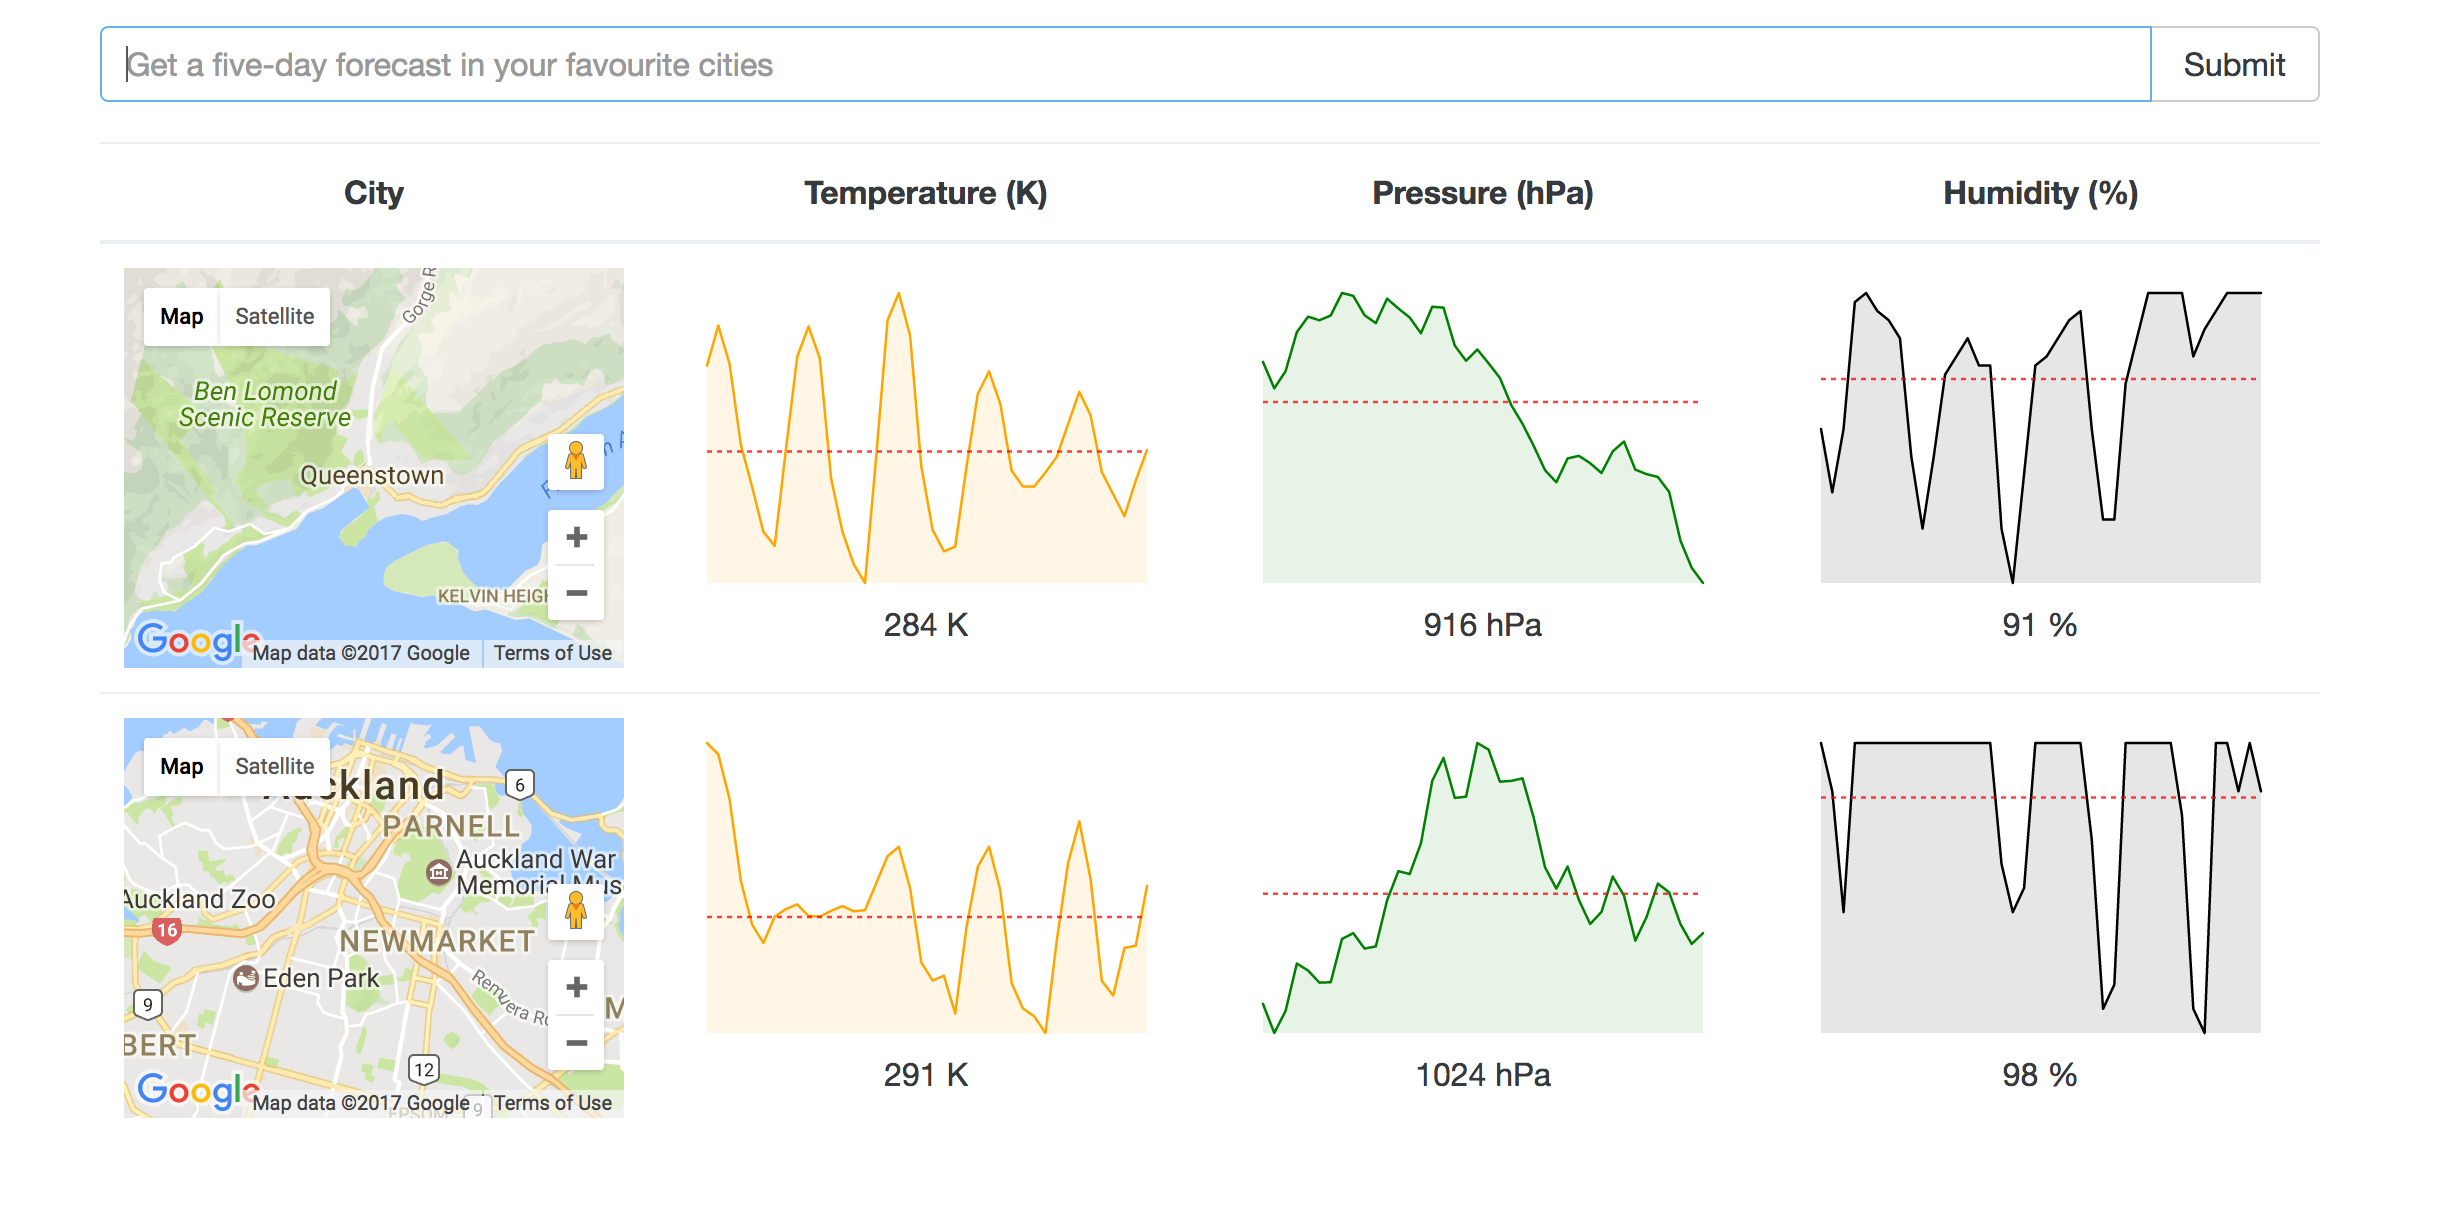 Get a five-day forecast in your favourite cities
Submit
City
Temperature (K)
Pressure (hPa)
Humidity (%)
Gorge R
Map
Satellite
Ben Lomond
Scenic Reserve
Queenstown
KELVIN HEIGH
Google
Map data ©2017 Google
Terms of Use
284 K
916 hPa
91 %
Map
Satellite
ckland
6
PARNELL
Auckland War
Memorial Mus
Auckland Zoo
16
NEWMARKET
Eden Park
Remuera Ro
9
M
BERT
12
Google
Map data ©2017 Google
9
Terms of Use
291 K
1024 hPa
98 %